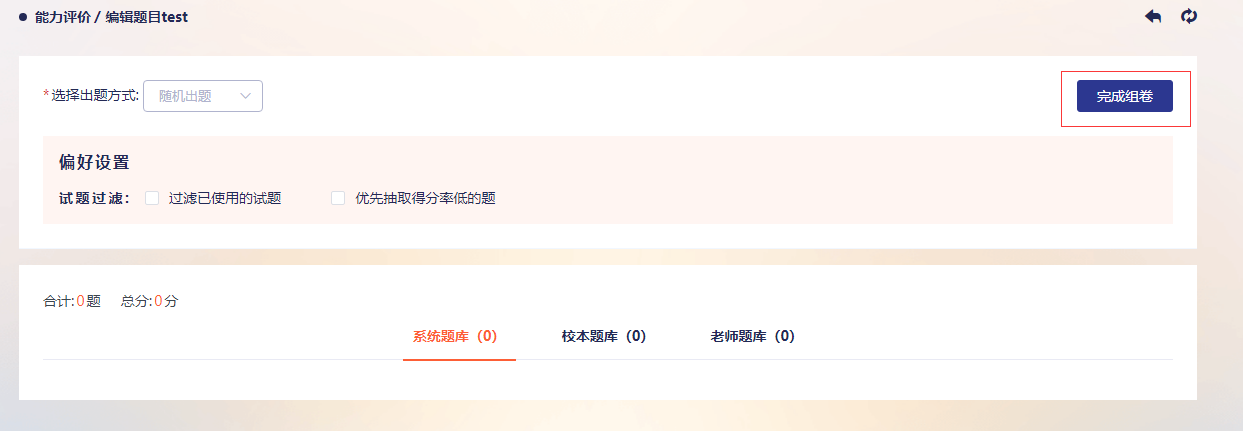 能力评价 / 编辑题目test
*选择出题方式: 随机出题
完成组卷
偏好设置
试题过滤： 过滤已使用的试题 优先抽取得分率低的题
合计:0题 总分:0分
系统题库（0） 校本题库（0） 老师题库（0）